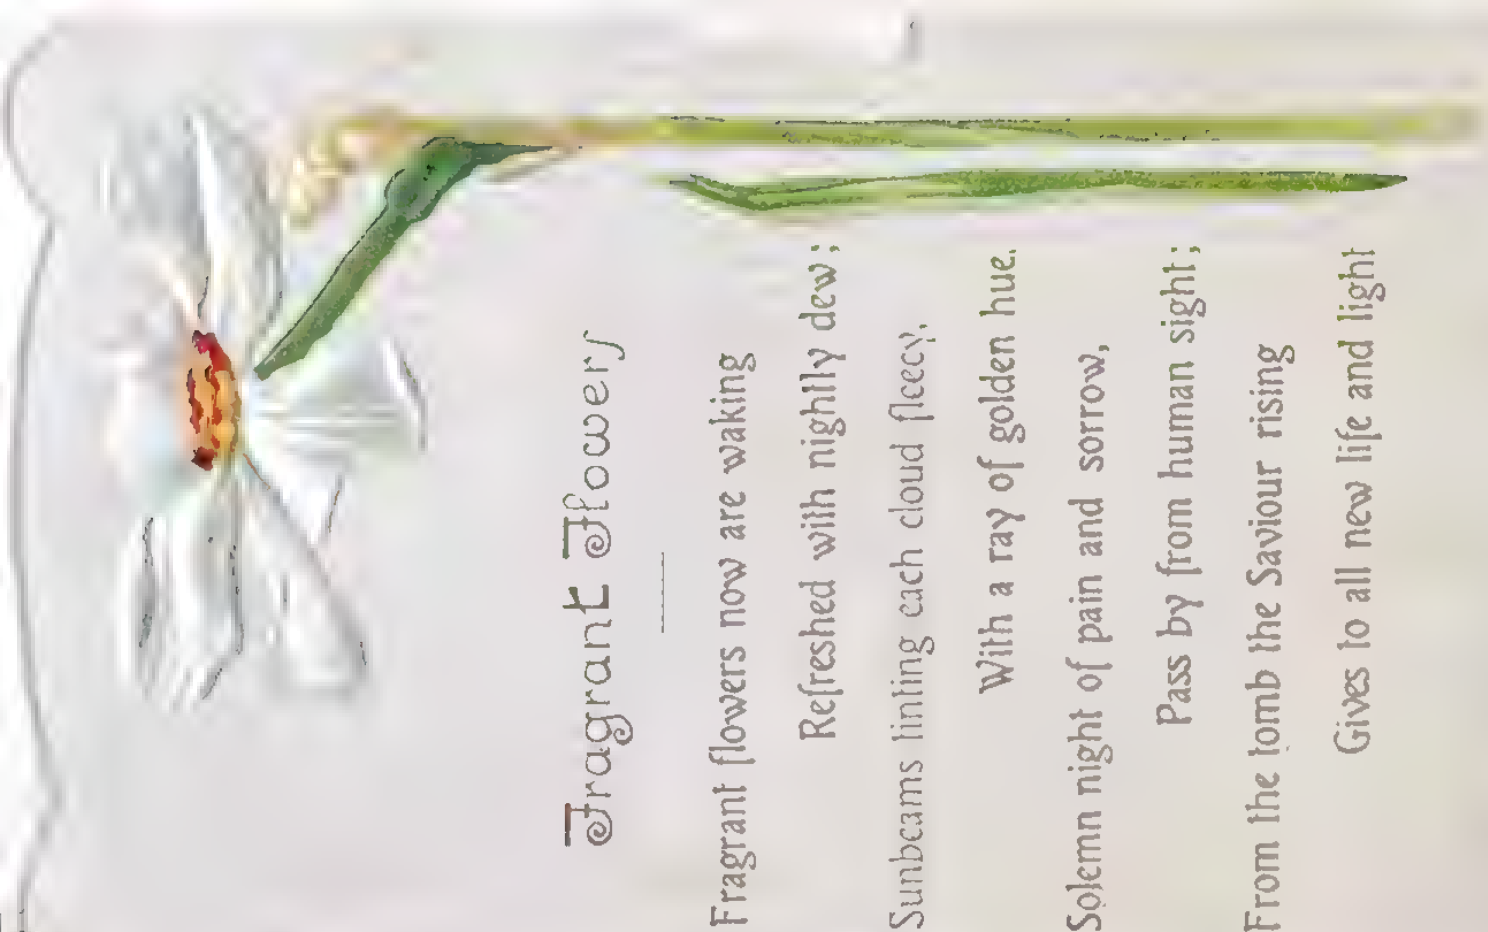 Fragrant Flowers
Fragrant flowers now are waking
Refreshed with nightly dew;
Sunbeams tinting each cloud fleecy,
With a ray of golden hue.
Solemn night of pain and sorrow,
Pass by from human sight;
From the tomb the Saviour rising
Gives to all new life and light